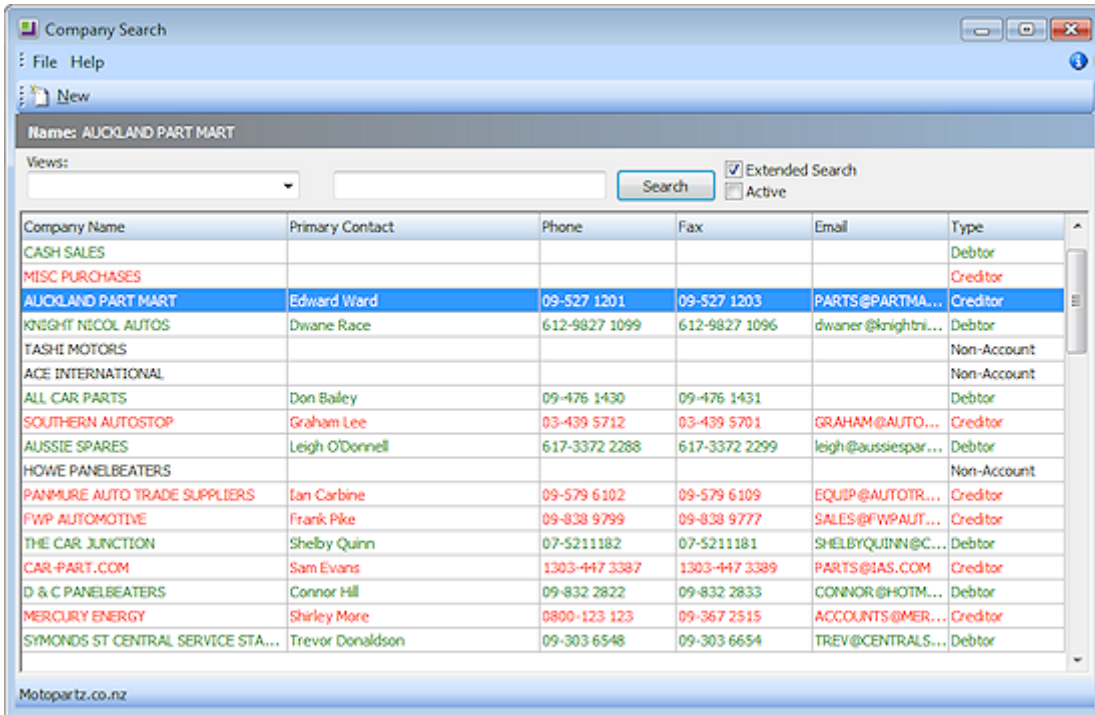 Company Search
File Help
New
Name: AUCKLAND PART MART
Views:
Search
Extended Search
Active
Company Name Primary Contact Phone Fax Email Type
CASH SALES Debtor
MISC PURCHASES Creditor
AUCKLAND PART MART Edward Ward 09-527 1201 09-527 1203 PARTS@PARTMA... Creditor
KNIGHT NICOL AUTOS Dwane Race 612-9827 1099 612-9827 1096 dwaner@knightni... Debtor
TASHI MOTORS Non-Account
ACE INTERNATIONAL Non-Account
ALL CAR PARTS Don Bailey 09-476 1430 09-476 1431 Debtor
SOUTHERN AUTOSTOP Graham Lee 03-439 5712 03-439 5701 GRAHAM@AUTO... Creditor
AUSSIE SPARES Leigh O'Donnell 617-3372 2288 617-3372 2299 leigh@aussiespar... Debtor
HOWE PANELBEATERS Non-Account
PANMURE AUTO TRADE SUPPLIERS Ian Carbine 09-579 6102 09-579 6109 EQUIP@AUTOTR... Creditor
FWP AUTOMOTIVE Frank Pike 09-838 9799 09-838 9777 SALES@FWPAUT... Creditor
THE CAR JUNCTION Shelby Quinn 07-5211182 07-5211181 SHELBYQUINN@C... Debtor
CAR-PART.COM Sam Evans 1303-447 3387 1303-447 3389 PARTS@IAS.COM Creditor
D & C PANELBEATERS Connor Hill 09-832 2822 09-832 2833 CONNOR@HOTM... Debtor
MERCURY ENERGY Shirley More 0800-123 123 09-367 2515 ACCOUNTS@MER... Creditor
SYMONDS ST CENTRAL SERVICE STA... Trevor Donaldson 09-303 6548 09-303 6654 TREV@CENTRALS... Debtor
Motopartz.co.nz